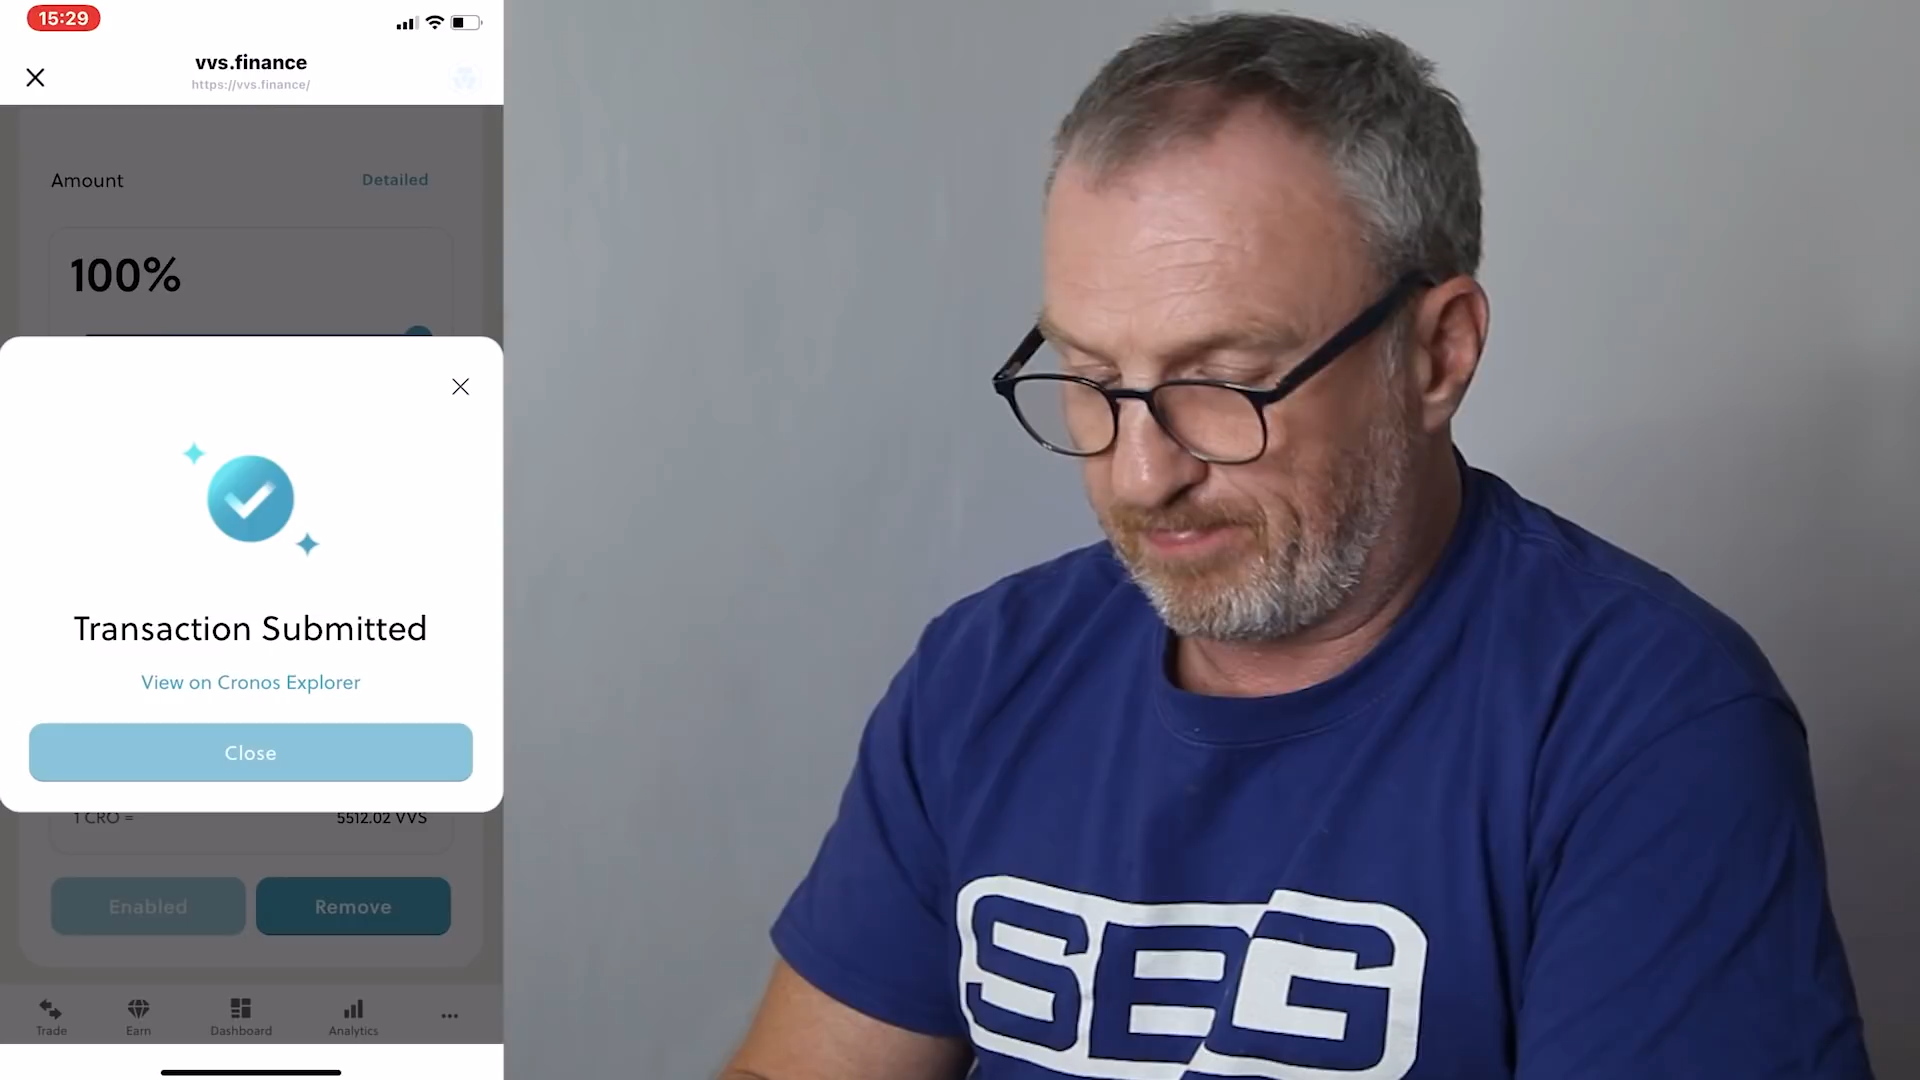 15:29
vvs.finance
https://vvs.finance/
Amount
Detailed
100%
Transaction Submitted
View on Cronos Explorer
Close
1 CRO =
5512.02 VVS
Enabled
Remove
Trade
Earn
Dashboard
Analytics
SEG